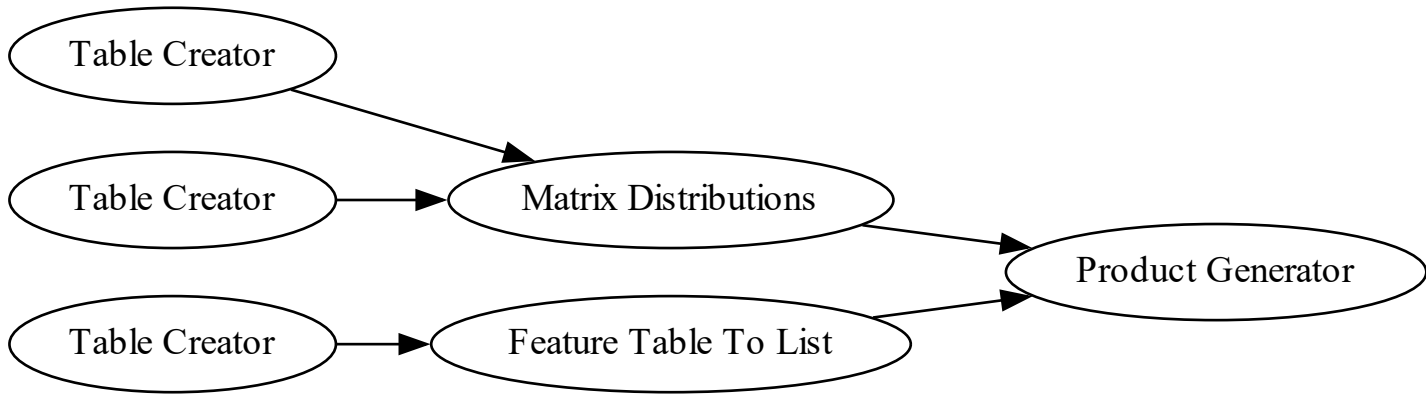 Table Creator
Table Creator
Matrix Distributions
Product Generator
Table Creator
Feature Table To List